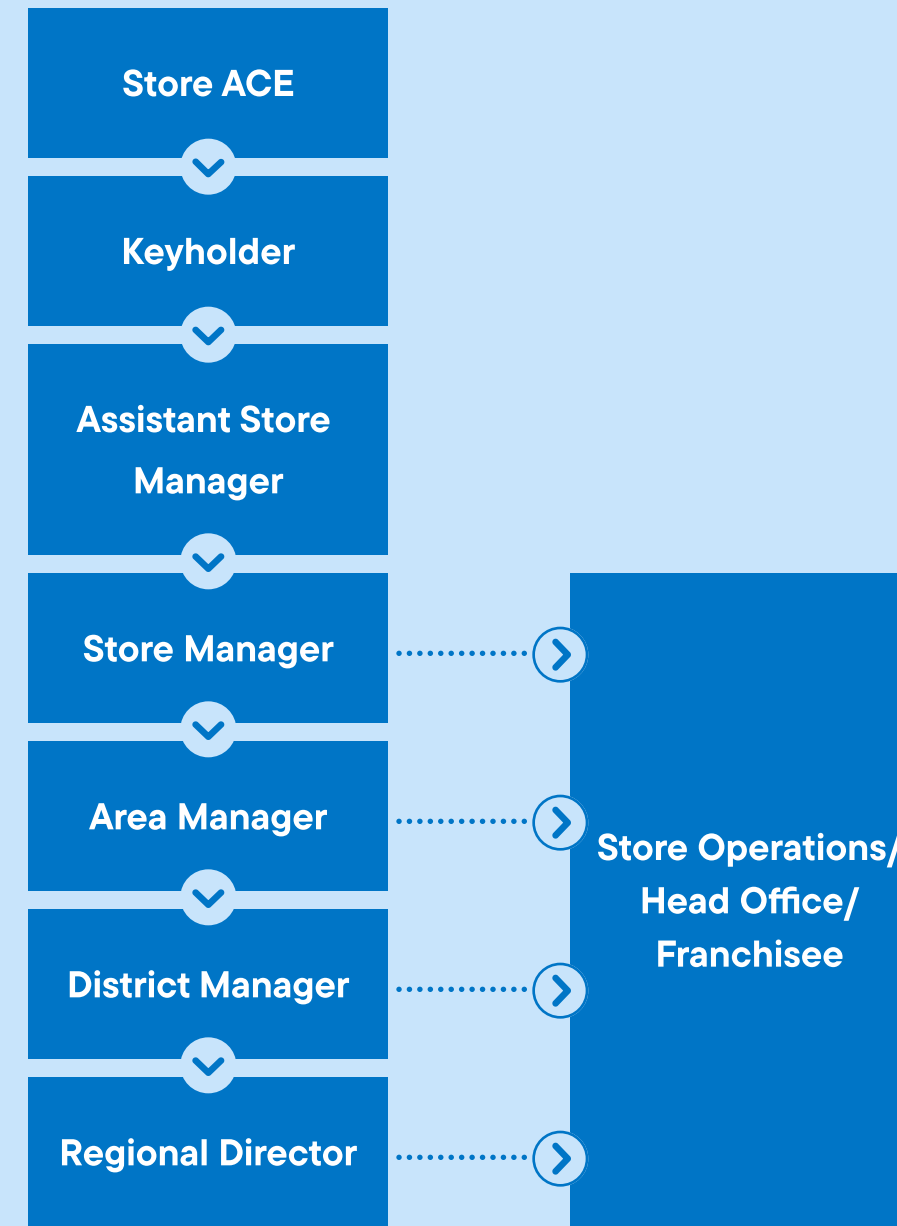 Store ACE
Keyholder
Assistant Store
Manager
Store Manager
Area Manager
District Manager
Regional Director
Store Operations/
Head Office/
Franchisee